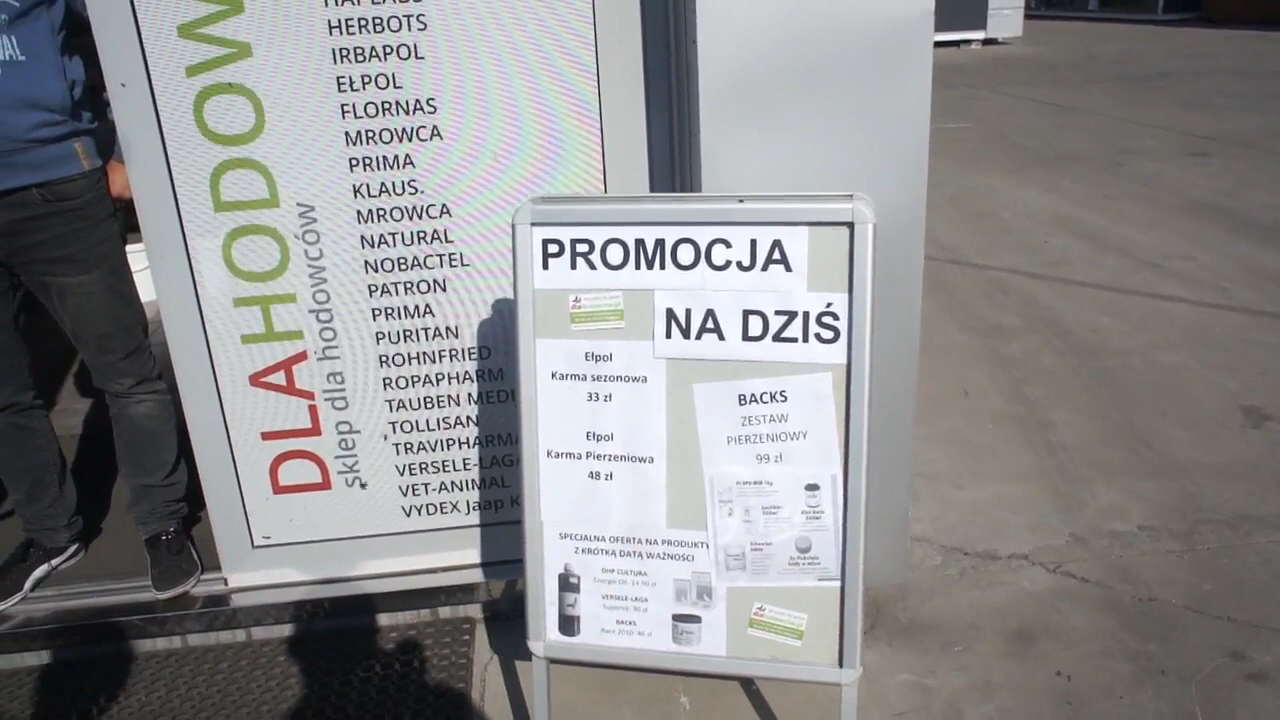 HERBOTS
IRBAPOL
EŁPOL
FLORNAS
MROWCA
PRIMA
KLAUS.
MROWCA
NATURAL
NOBACTEL
PATRON
PRIMA
PURITAN
ROHNFRIED
ROPAPHARM
TAUBEN MEDI
TOLLISAN
TRAVIPHARMA
VERSELE-LAGA
VET-ANIMAL
VYDEX Jaap K
DLAHODOW
sklep dla hodowców
PROMOCJA
NA DZIŚ
Ełpol
Karma sezonowa
33 zł
Ełpol
Karma Pierzeniowa
48 zł
BACKS
ZESTAW
PIERZENIOWY
99 zł
SPECJALNA OFERTA NA PRODUKTY
Z KRÓTKĄ DATĄ WAŻNOŚCI
DHP CULTURA
VERSELE-LAGA
BACKS